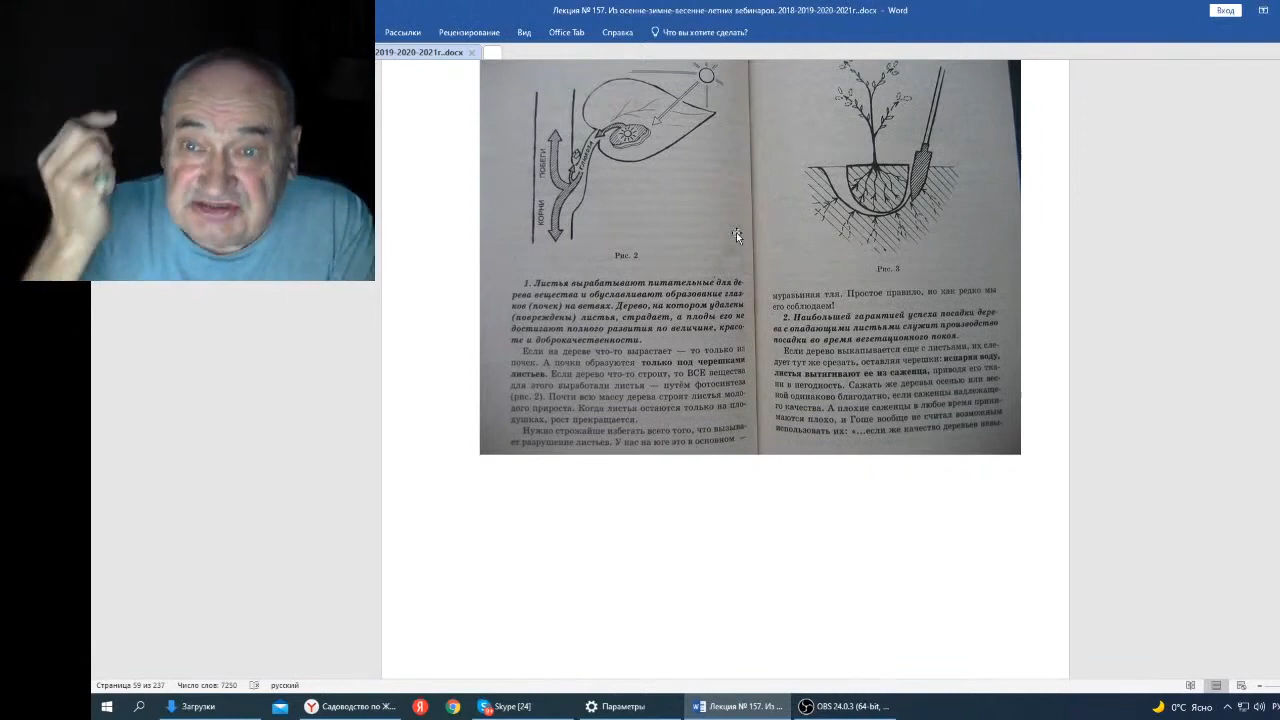 Лекция № 157. Из осенне-зимне-весенне-летних вебинаров. 2018-2019-2020-2021г..docx - Word
Вход
Рассылки Рецензирование Вид Office Tab Справка Что вы хотите сделать?
2019-2020-2021г..docx
ПОБЕГИ
КОРНИ
Рис. 2
Рис. 3
1. Листья вырабатывают питательные для де-
рева вещества и обуславливают образование глаз-
ков (почек) на ветвях. Дерево, на котором удалены
(повреждены) листья, страдает, а плоды его не
достигают полного развития по величине, красо-
те и доброкачественности.
Если на дереве что-то вырастает — то только из
почек. А почки образуются только под черешками
листьев. Если дерево что-то строит, то ВСЕ вещества
для этого выработали листья — путём фотосинтеза
(рис. 2). Почти всю массу дерева строят листья моло-
дого прироста. Когда листья остаются только на пло-
душках, рост прекращается.
Нужно строжайше избегать всего того, что вызыва-
ет разрушение листьев. У нас на юге это в основном —
муравьиная тля. Простое правило, но как редко мы
его соблюдаем!
2. Наибольшей гарантией успеха посадки дере-
ва с опадающими листьями служит производство
посадки во время вегетационного покоя.
Если дерево выкапывается еще с листьями, их сле-
дует тут же срезать, оставляя черешки: испаряя воду,
листья вытягивают ее из саженца, приводя его тка-
ни в негодность. Сажать же деревья осенью или вес-
ной одинаково благодатно, если саженцы надлежаще-
го качества. А плохие саженцы в любое время прини-
маются плохо, и Гоше вообще не считал возможным
использовать их: «...если же качество деревьев невы-
Страница 59 из 237 Число слов: 7250 русский
Загрузки Садоводство по Ж... Skype [24] Параметры Лекция № 157. Из ... OBS 24.0.3 (64-bit, ... 0°C Ясно